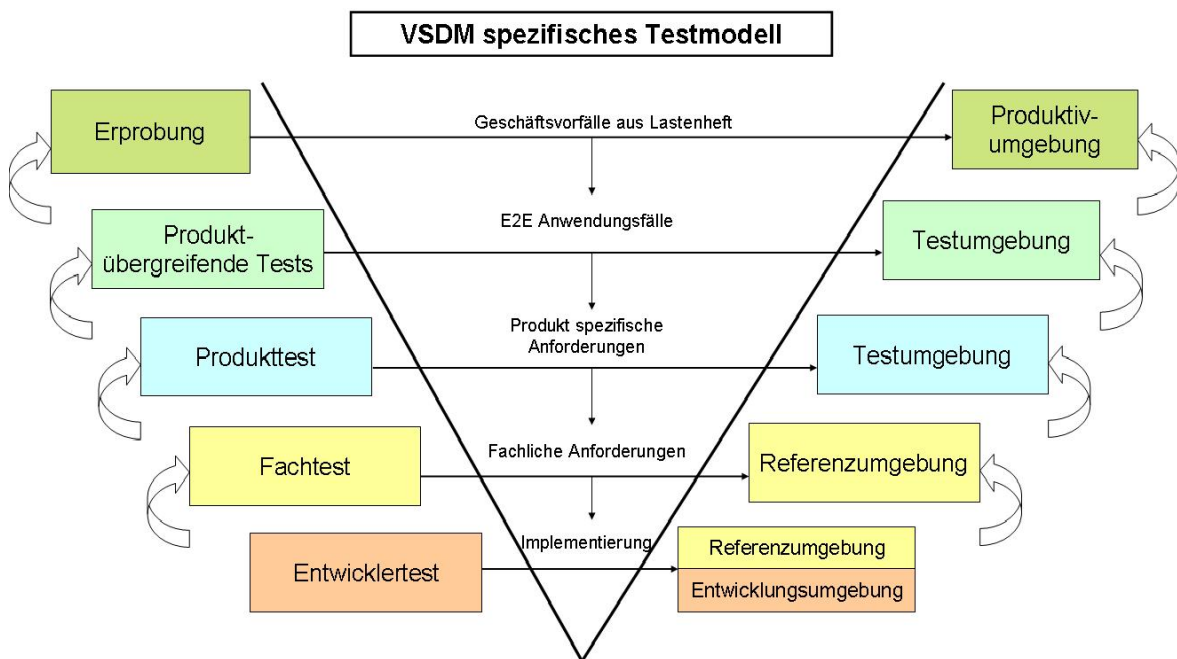 VSDM spezifisches Testmodell
Erprobung
Geschäftsvorfälle aus Lastenheft
Produktiv-
umgebung
E2E Anwendungsfälle
Produkt-
übergreifende Tests
Testumgebung
Produkt spezifische
Anforderungen
Produkttest
Testumgebung
Fachliche Anforderungen
Fachtest
Referenzumgebung
Implementierung
Entwicklertest
Referenzumgebung
Entwicklungsumgebung